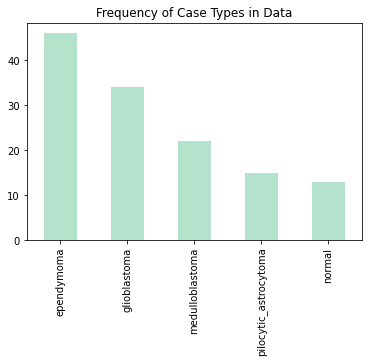 Frequency of Case Types in Data
40
30
20
10
0
ependymoma
glioblastoma
medulloblastoma
pilocytic_astrocytoma
normal